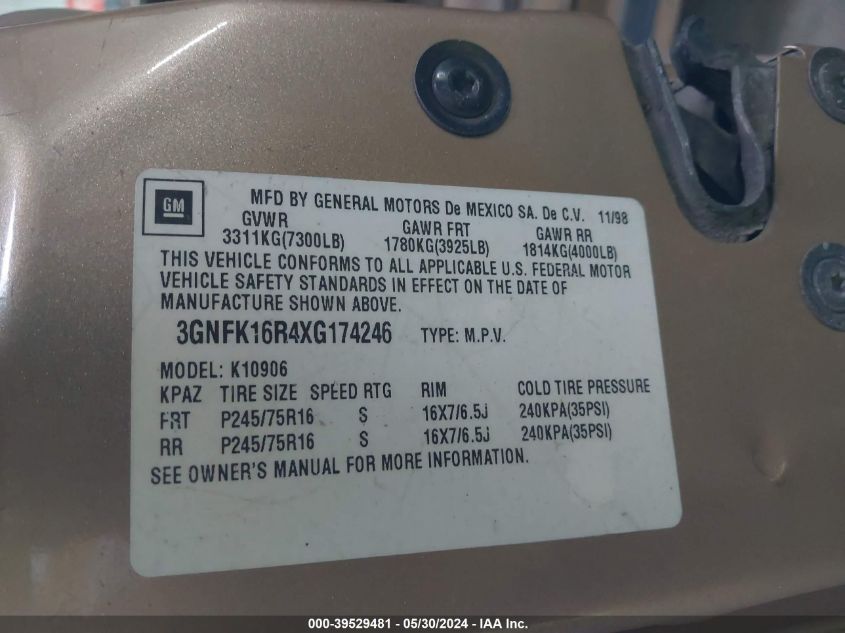 GM
MFD BY GENERAL MOTORS De MEXICO SA. De C.V. 11/98
GVWR GAWR FRT GAWR RR
3311KG(7300LB) 1780KG(3925LB) 1814KG(4000LB)
THIS VEHICLE CONFORMS TO ALL APPLICABLE U.S. FEDERAL MOTOR
VEHICLE SAFETY STANDARDS IN EFFECT ON THE DATE OF
MANUFACTURE SHOWN ABOVE.
3GNFK16R4XG174246 TYPE: M.P.V.
MODEL: K10906
KPAZ TIRE SIZE SPEED RTG RIM COLD TIRE PRESSURE
FRT P245/75R16 S 16X7/6.5J 240KPA(35PSI)
RR P245/75R16 S 16X7/6.5J 240KPA(35PSI)
SEE OWNER'S MANUAL FOR MORE INFORMATION.
000-39529481 - 05/30/2024 - IAA Inc.